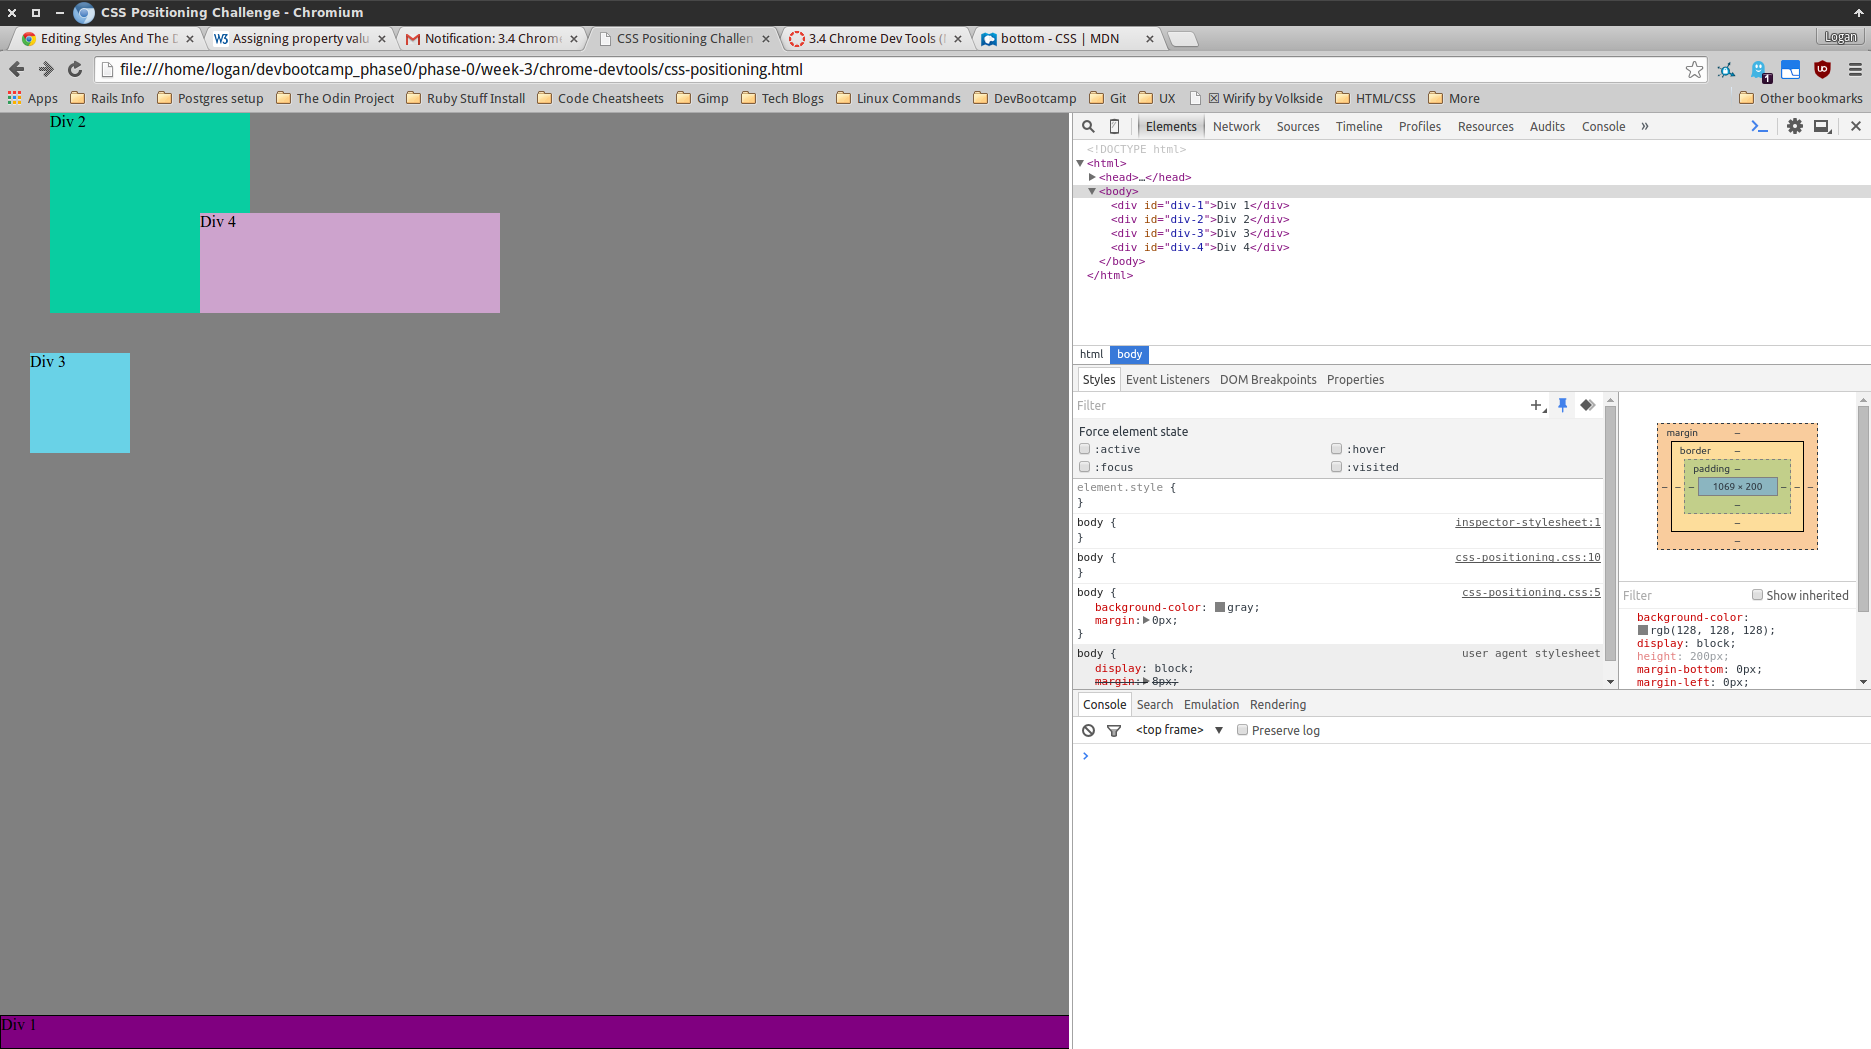 CSS Positioning Challenge - Chromium
Editing Styles And The D
Assigning property valu
Notification: 3.4 Chrome
CSS Positioning Challen
3.4 Chrome Dev Tools (
bottom - CSS | MDN
Logan
file:///home/logan/devbootcamp_phase0/phase-0/week-3/chrome-devtools/css-positioning.html
1
Apps Rails Info Postgres setup The Odin Project Ruby Stuff Install Code Cheatsheets Gimp Tech Blogs Linux Commands DevBootcamp Git UX ☒ Wirify by Volkside HTML/CSS More Other bookmarks
Div 2
Div 4
Div 3
Div 1
Elements Network Sources Timeline Profiles Resources Audits Console »
<!DOCTYPE html>
<html>
<head>…</head>
<body>
<div id="div-1">Div 1</div>
<div id="div-2">Div 2</div>
<div id="div-3">Div 3</div>
<div id="div-4">Div 4</div>
</body>
</html>
html body
Styles Event Listeners DOM Breakpoints Properties
Filter
Force element state
:active :hover
:focus :visited
element.style {
}
body { inspector-stylesheet:1
}
body { css-positioning.css:10
}
body { css-positioning.css:5
background-color: gray;
margin: 0px;
}
body { user agent stylesheet
display: block;
margin: 8px;
margin –
border –
padding –
– – – 1069 × 200 – – –
–
–
–
Filter Show inherited
background-color:
rgb(128, 128, 128);
display: block;
height: 200px;
margin-bottom: 0px;
margin-left: 0px;
Console Search Emulation Rendering
<top frame> ▼ Preserve log
>